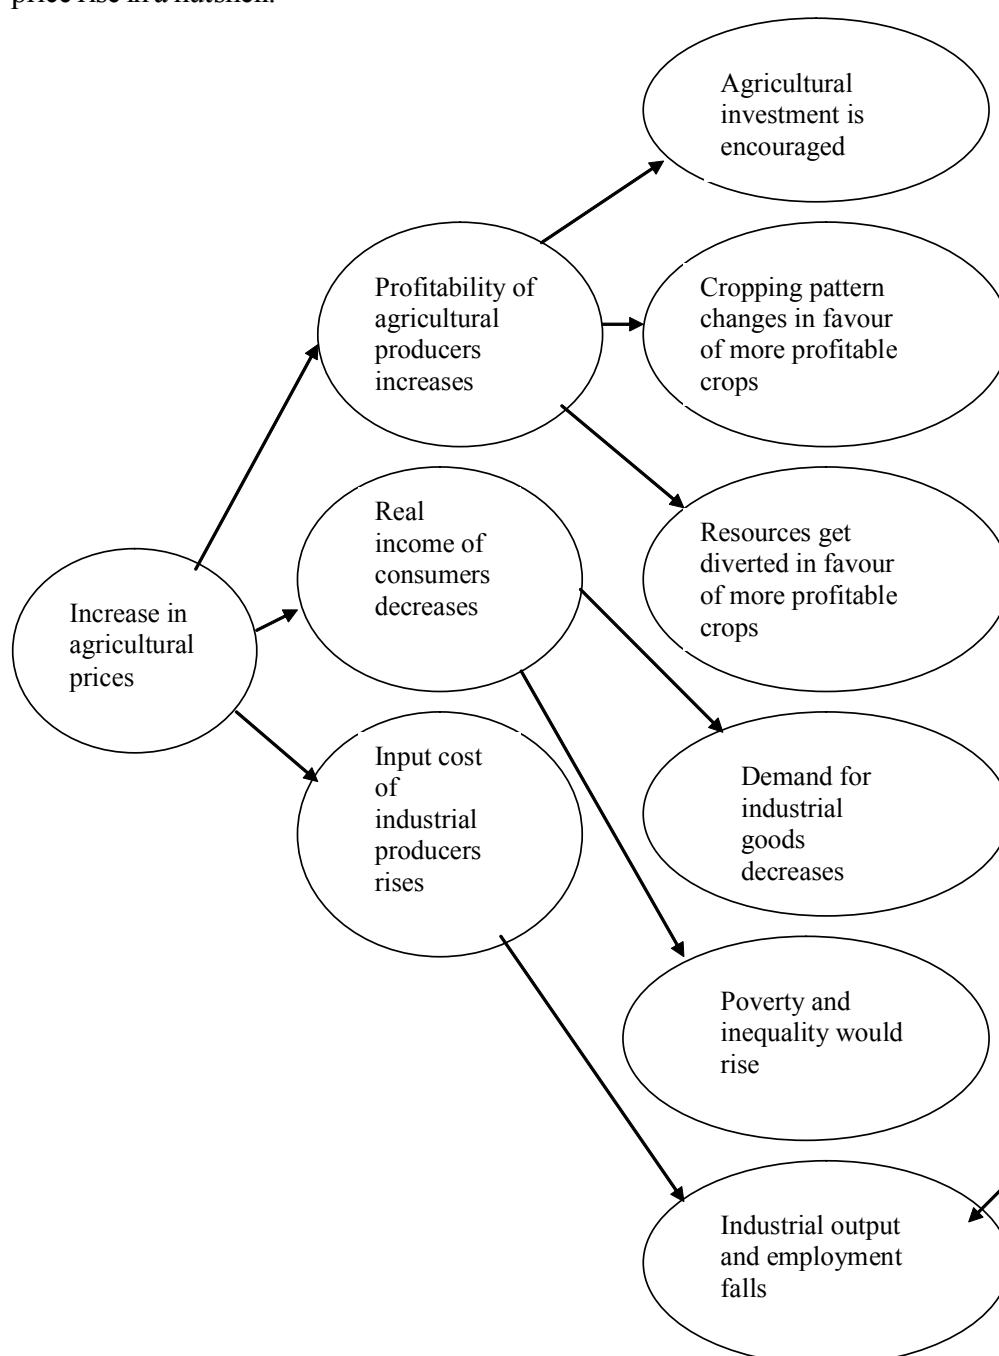 price rise in a nutshell.
Agricultural
investment is
encouraged
Profitability of
agricultural
producers
increases
Cropping pattern
changes in favour
of more profitable
crops
Real
income of
consumers
decreases
Resources get
diverted in favour
of more profitable
crops
Increase in
agricultural
prices
Input cost
of
industrial
producers
rises
Demand for
industrial
goods
decreases
Poverty and
inequality would
rise
Industrial output
and employment
falls